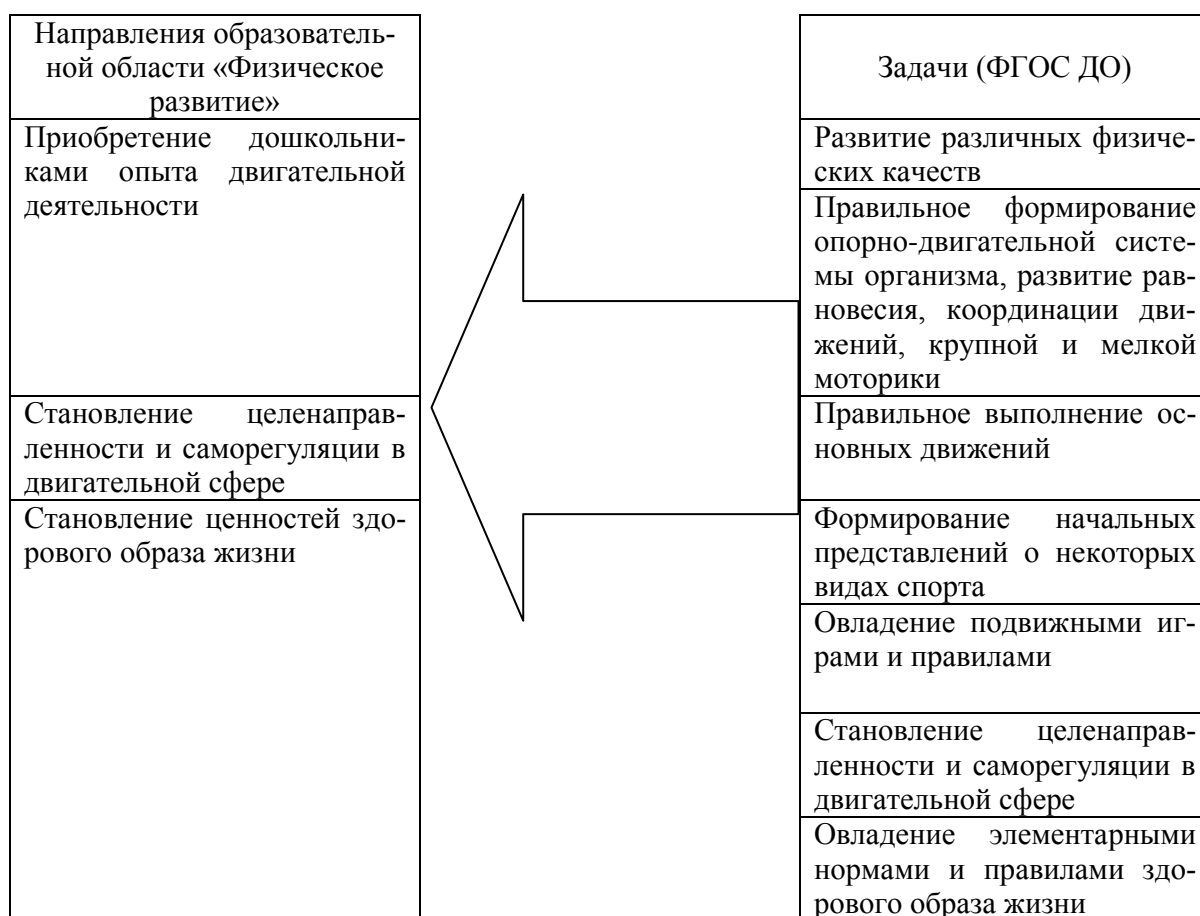 Направления образователь-
ной области «Физическое
развитие»
Приобретение дошкольни-
ками опыта двигательной
деятельности
Становление целенаправ-
ленности и саморегуляции в
двигательной сфере
Становление ценностей здо-
рового образа жизни
Задачи (ФГОС ДО)
Развитие различных физиче-
ских качеств
Правильное формирование
опорно-двигательной систе-
мы организма, развитие рав-
новесия, координации дви-
жений, крупной и мелкой
моторики
Правильное выполнение ос-
новных движений
Формирование начальных
представлений о некоторых
видах спорта
Овладение подвижными иг-
рами и правилами
Становление целенаправ-
ленности и саморегуляции в
двигательной сфере
Овладение элементарными
нормами и правилами здо-
рового образа жизни